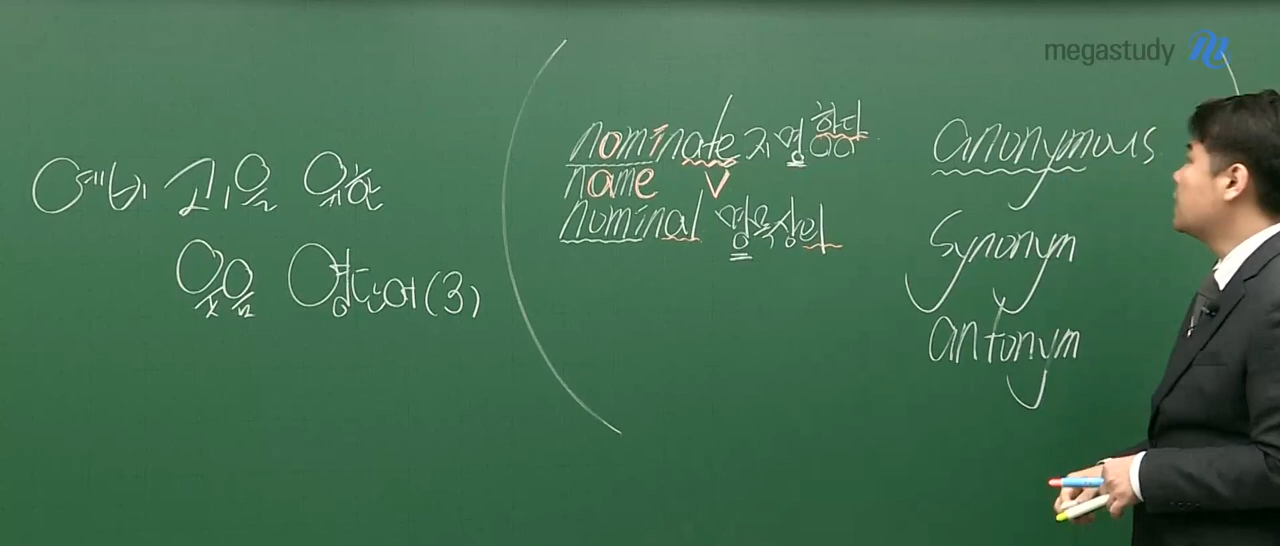 예비 고1을 위한
웃음 영단어(3)
nominate 지명하다
name V
nominal 명목상의
anonymous
synonym
antonym
megastudy